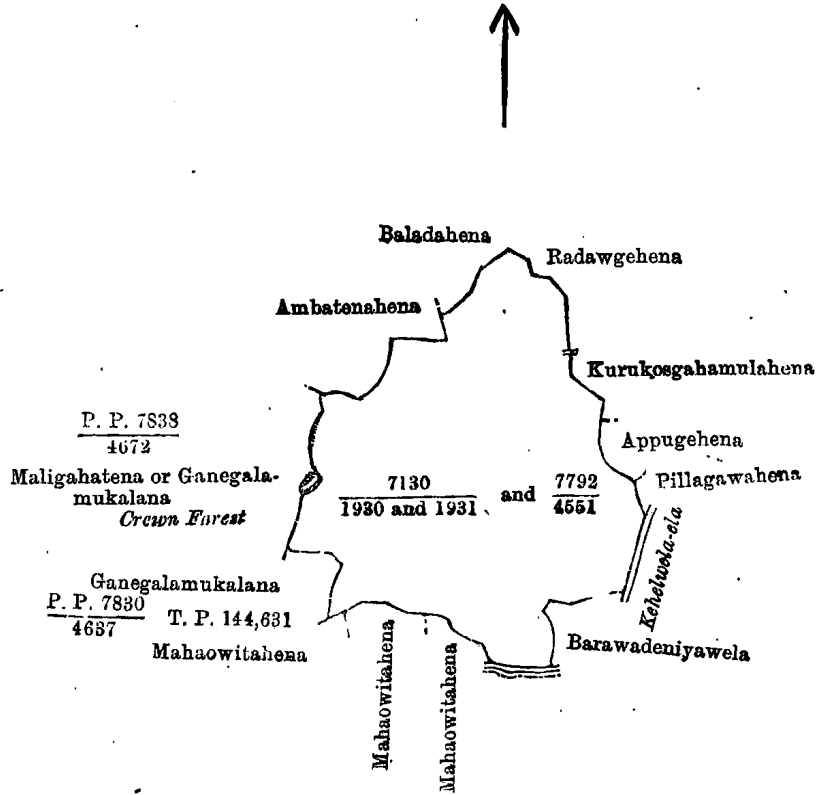 Baladahena
Radawgehena
Ambatenahena
Kurukosgahamulahena
P. P. 7838
4672
Appugehena
Maligahatena or Ganegala-
mukalana
Crown Forest
7130
1930 and 1931
and
7792
4551
Pillagawahena
Kehelwela-ela
Ganegalamukalana
P. P. 7830
4637
T. P. 144,631
Mahaowitahena
Barawadeniyawela
Mahaowitahena
Mahaowitahena